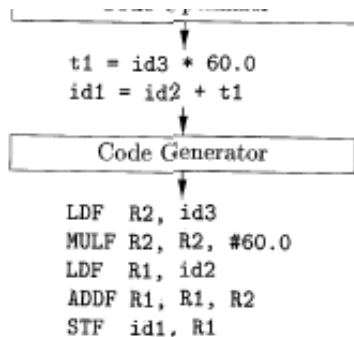 t1 = id3 * 60.0
id1 = id2 + t1
Code Generator
LDF R2, id3
MULF R2, R2, #60.0
LDF R1, id2
ADDF R1, R1, R2
STF id1, R1